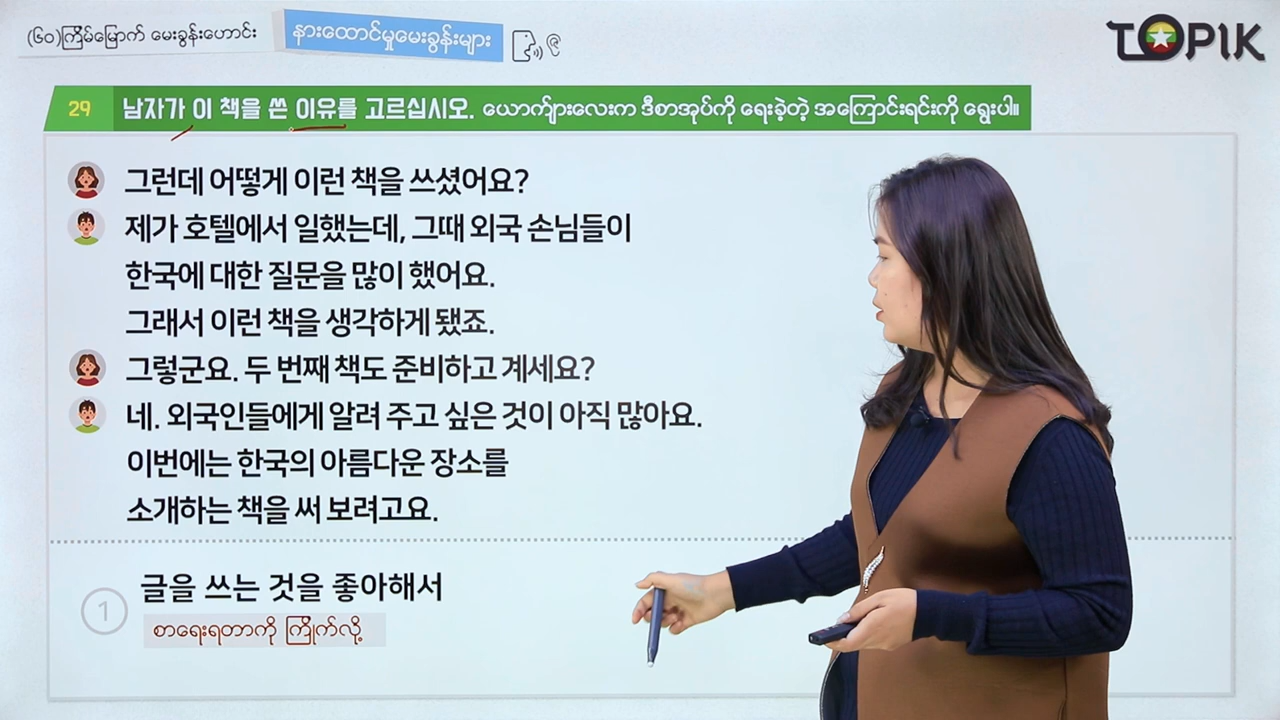 (၆၀)ကြိမ်မြောက် မေးခွန်းဟောင်း
နားထောင်မှုမေးခွန်းများ
၉
TOPIK
29 남자가 이 책을 쓴 이유를 고르십시오. ယောက်ျားလေးက ဒီစာအုပ်ကို ရေးခဲ့တဲ့ အကြောင်းရင်းကို ရွေးပါ။
그런데 어떻게 이런 책을 쓰셨어요?
제가 호텔에서 일했는데, 그때 외국 손님들이
한국에 대한 질문을 많이 했어요.
그래서 이런 책을 생각하게 됐죠.
그렇군요. 두 번째 책도 준비하고 계세요?
네. 외국인들에게 알려 주고 싶은 것이 아직 많아요.
이번에는 한국의 아름다운 장소를
소개하는 책을 써 보려고요.
1 글을 쓰는 것을 좋아해서
စာရေးရတာကို ကြိုက်လို့